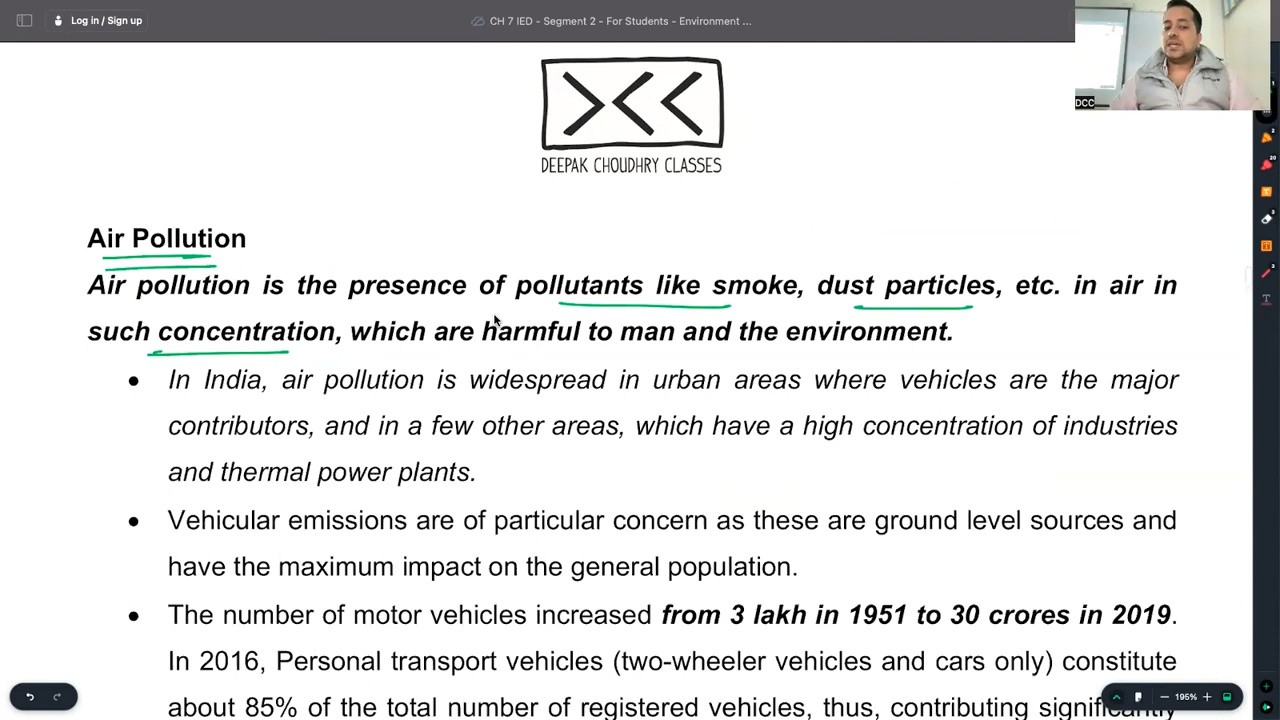 Log in / Sign up
CH 7 IED - Segment 2 - For Students - Environment ...
DCC
DEEPAK CHOUDHRY CLASSES
Air Pollution
Air pollution is the presence of pollutants like smoke, dust particles, etc. in air in
such concentration, which are harmful to man and the environment.
• In India, air pollution is widespread in urban areas where vehicles are the major
contributors, and in a few other areas, which have a high concentration of industries
and thermal power plants.
• Vehicular emissions are of particular concern as these are ground level sources and
have the maximum impact on the general population.
• The number of motor vehicles increased from 3 lakh in 1951 to 30 crores in 2019.
In 2016, Personal transport vehicles (two-wheeler vehicles and cars only) constitute
about 85% of the total number of registered vehicles, thus, contributing significantly
195%